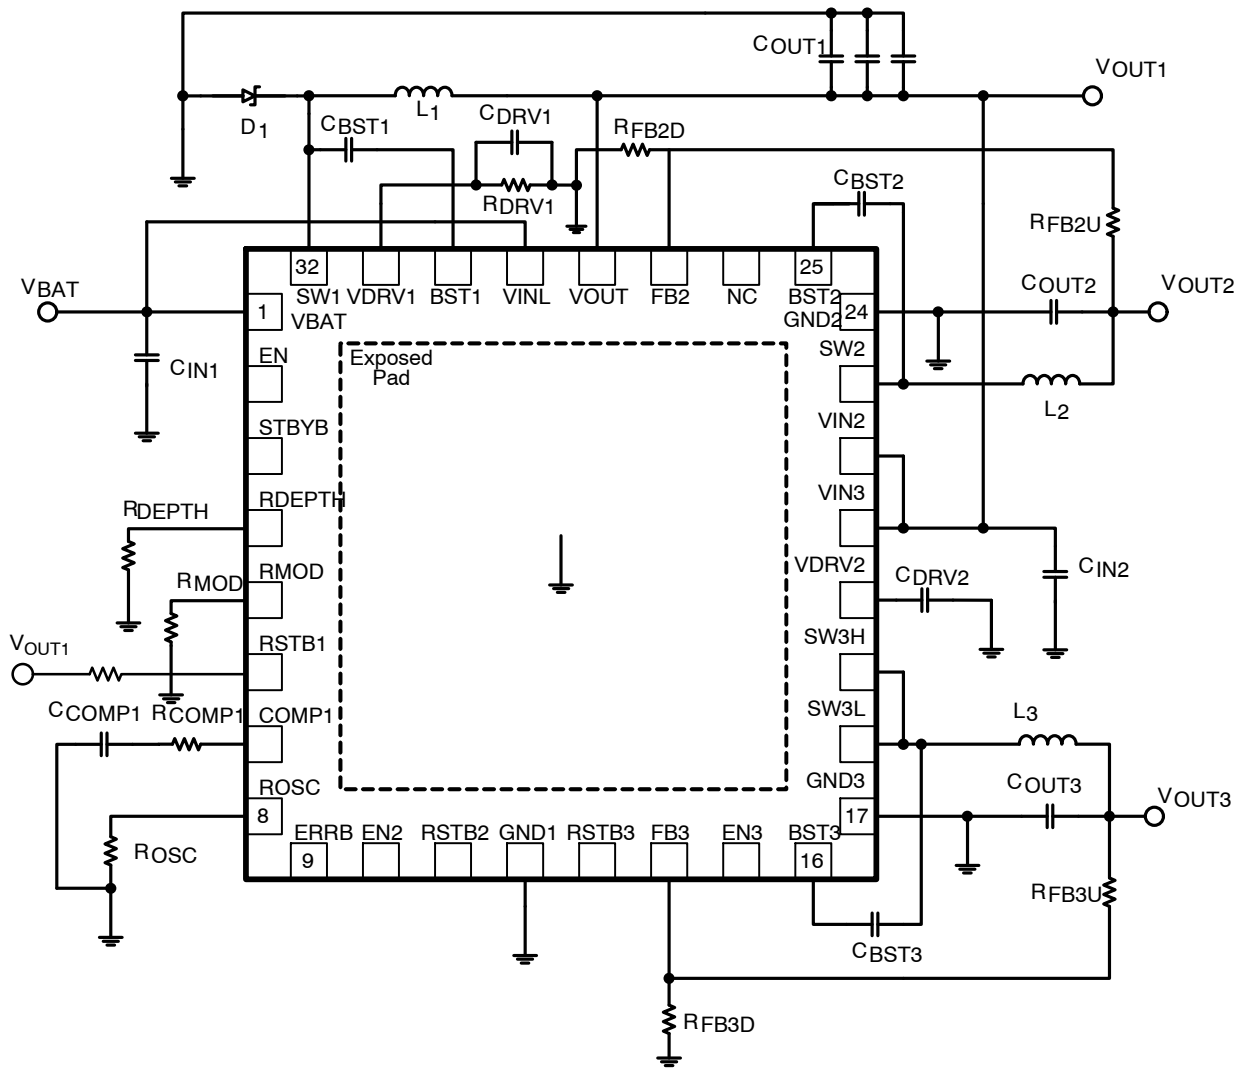 COUT1
VOUT1
D1
L1
CBST1
CDRV1
RDRV1
RFB2D
CBST2
RFB2U
VBAT
COUT2
VOUT2
CIN1
L2
32
SW1
VDRV1
BST1
VINL
VOUT
FB2
NC
25
BST2
1
VBAT
GND2
24
EN
SW2
Exposed
Pad
STBYB
VIN2
RDEPTH
RDEPTH
VIN3
RMOD
RMOD
VDRV2
CDRV2
CIN2
VOUT1
RSTB1
SW3H
CCOMP1
RCOMP1
COMP1
SW3L
L3
ROSC
GND3
COUT3
VOUT3
8
17
ROSC
ERRB
EN2
RSTB2
GND1
RSTB3
FB3
EN3
BST3
9
16
RFB3U
CBST3
RFB3D